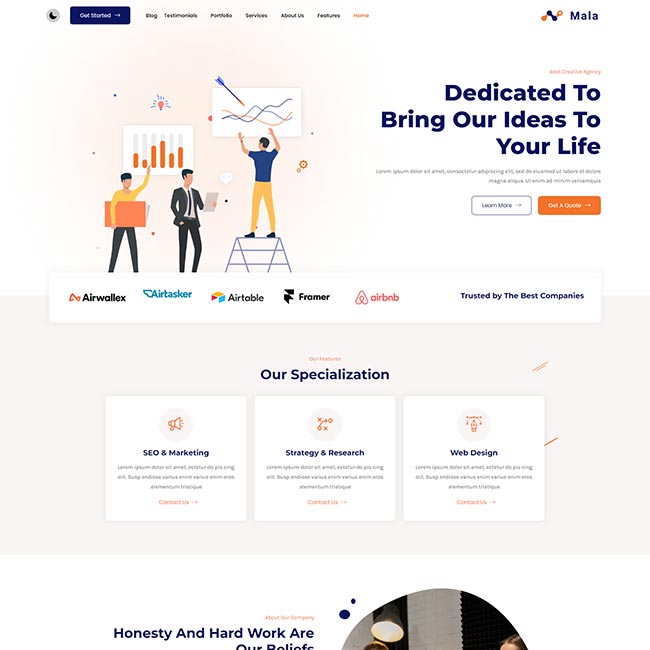 Get Started →
Blog
Testimonials
Portfolio
Services
About Us
Features
Home
Mala
Best Creative Agency
Dedicated To
Bring Our Ideas To
Your Life
Lorem ipsum dolor sit amet, consectetur adipiscing elit, sed do eiusmod ut labore et dolore
magna aliqua. Ut enim ad minim veniamquis
Learn More →
Get A Quote →
Airwallex
Airtasker
Airtable
Framer
airbnb
Trusted by The Best Companies
Our Features
Our Specialization
SEO & Marketing
Lorem ipsum dolor sit amet, ectetur do pis cing
elit. Susp endisse varius enim varius enim eros
.elementum tristique
Contact Us →
Strategy & Research
Lorem ipsum dolor sit amet, ectetur do pis cing
elit. Susp endisse varius enim varius enim eros
.elementum tristique
Contact Us →
Web Design
Lorem ipsum dolor sit amet, ectetur do pis cing
elit. Susp endisse varius enim varius enim eros
.elementum tristique
Contact Us →
About Our Company
Honesty And Hard Work Are
Our Beliefs